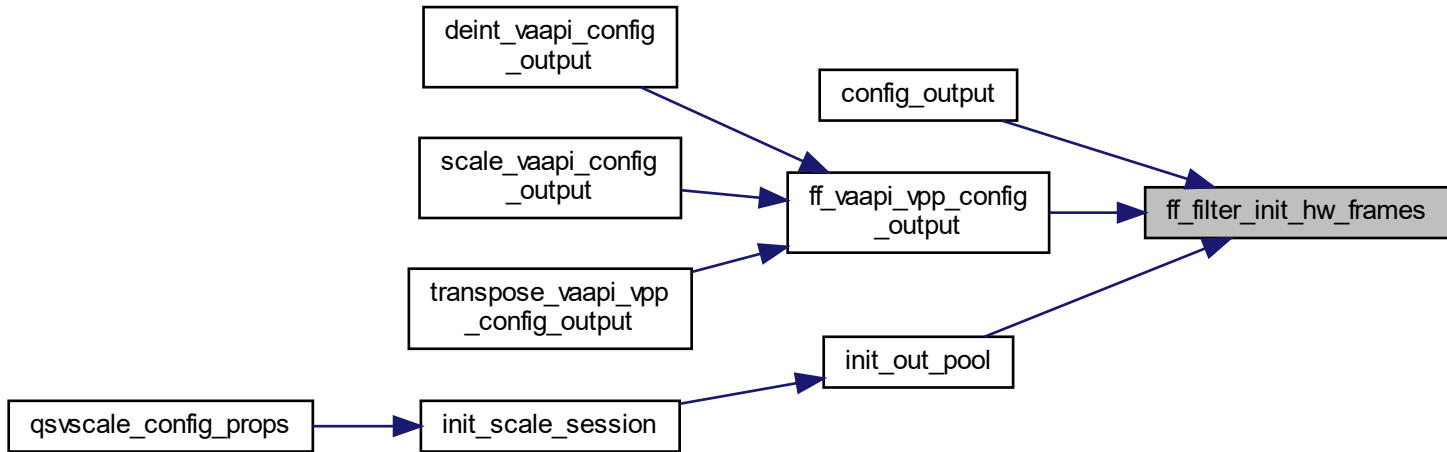 deint_vaapi_config
_output
config_output
scale_vaapi_config
_output
ff_vaapi_vpp_config
_output
ff_filter_init_hw_frames
transpose_vaapi_vpp
_config_output
init_out_pool
qsvscale_config_props
init_scale_session